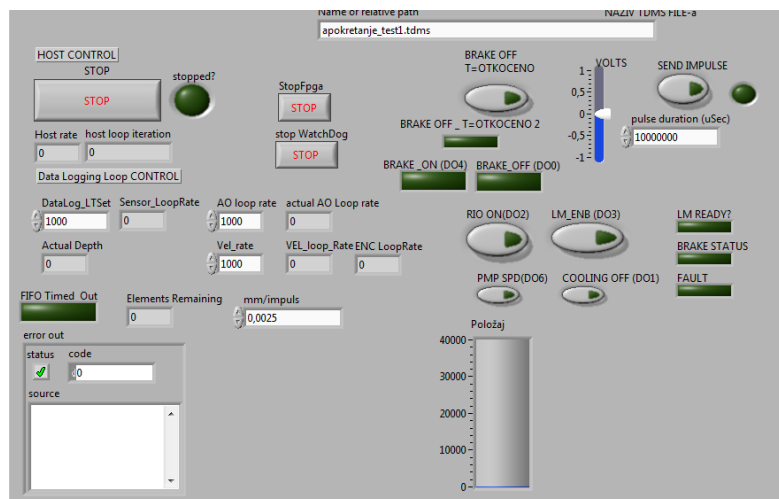 Name of relative path
NAZIV TDMS FILE-a
apokretanje_test1.tdms
HOST CONTROL
STOP
STOP
stopped?
StopFpga
STOP
stop WatchDog
STOP
Host rate
host loop iteration
0
0
Data Logging Loop CONTROL
BRAKE OFF
T=OTKOCENO
BRAKE OFF _ T=OTKOCENO 2
BRAKE _ON (DO4)
BRAKE_OFF (DO0)
VOLTS
1
0,5
0
-0,5
-1
SEND IMPULSE
pulse duration (uSec)
10000000
DataLog_LTSet
Sensor_LoopRate
AO loop rate
actual AO Loop rate
1000
0
1000
0
Actual Depth
Vel_rate
VEL_loop_Rate
ENC LoopRate
0
1000
0
0
RIO ON(DO2)
LM_ENB (DO3)
LM READY?
BRAKE STATUS
PMP SPD(DO6)
COOLING OFF (DO1)
FAULT
FIFO Timed Out
Elements Remaining
mm/impuls
0
0,0025
error out
status
code
0
source
Položaj
40000
30000
20000
10000
0